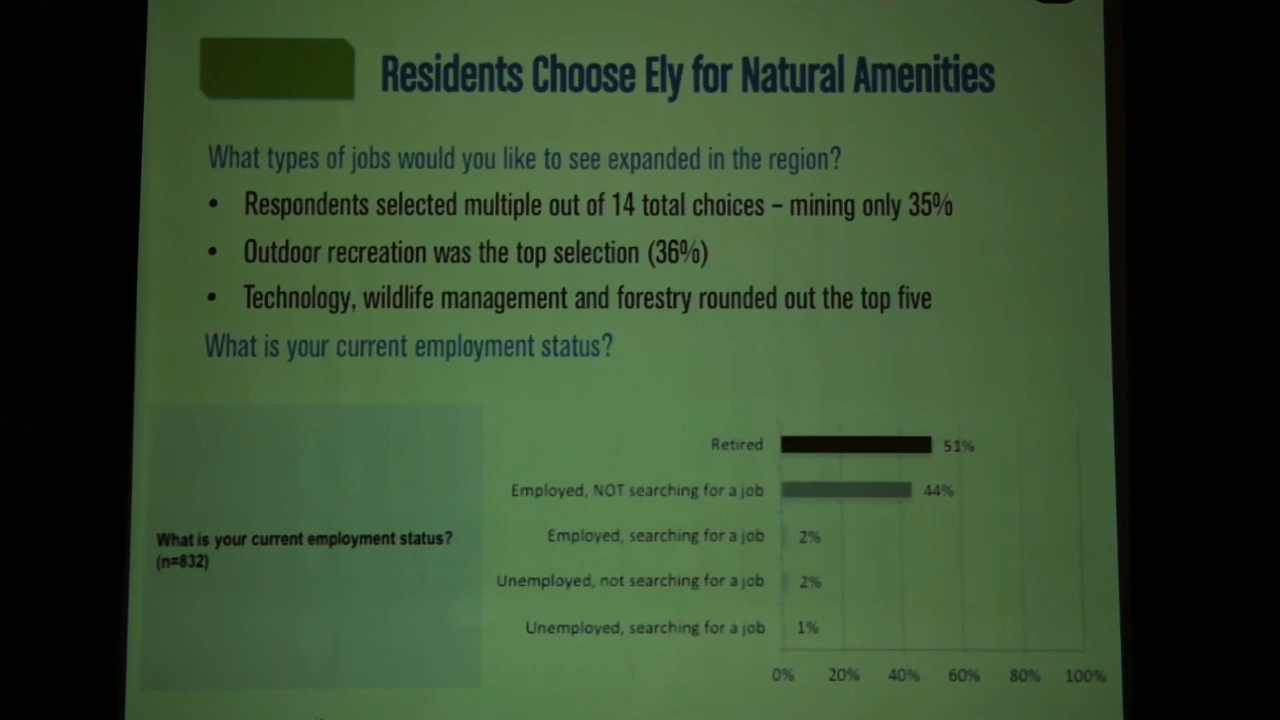 Residents Choose Ely for Natural Amenities
What types of jobs would you like to see expanded in the region?
• Respondents selected multiple out of 14 total choices – mining only 35%
• Outdoor recreation was the top selection (36%)
• Technology, wildlife management and forestry rounded out the top five
What is your current employment status?
What is your current employment status?
(n=832)
Retired 51%
Employed, NOT searching for a job 44%
Employed, searching for a job 2%
Unemployed, not searching for a job 2%
Unemployed, searching for a job 1%
0% 20% 40% 60% 80% 100%